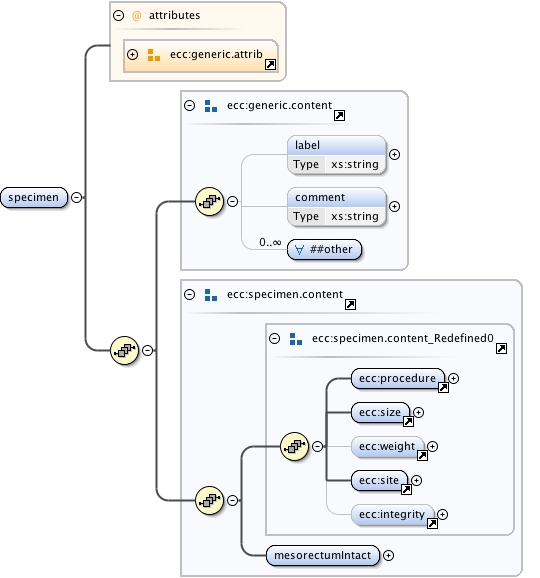 @ attributes
ecc:generic.attrib
ecc:generic.content
label
Type xs:string
specimen
comment
Type xs:string
0..∞
∀ ##other
ecc:specimen.content
ecc:specimen.content_Redefined0
ecc:procedure
ecc:size
ecc:weight
ecc:site
ecc:integrity
mesorectumIntact